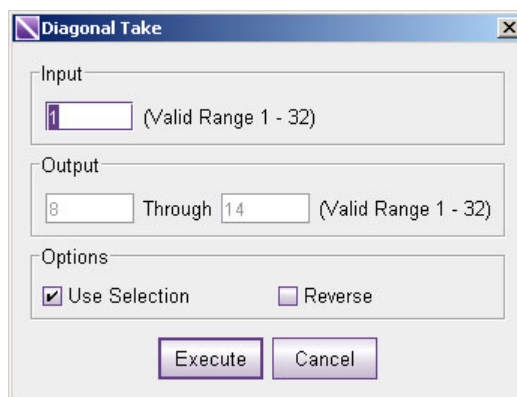 Diagonal Take
Input
1 (Valid Range 1 - 32)
Output
8 Through 14 (Valid Range 1 - 32)
Options
Use Selection Reverse
Execute Cancel